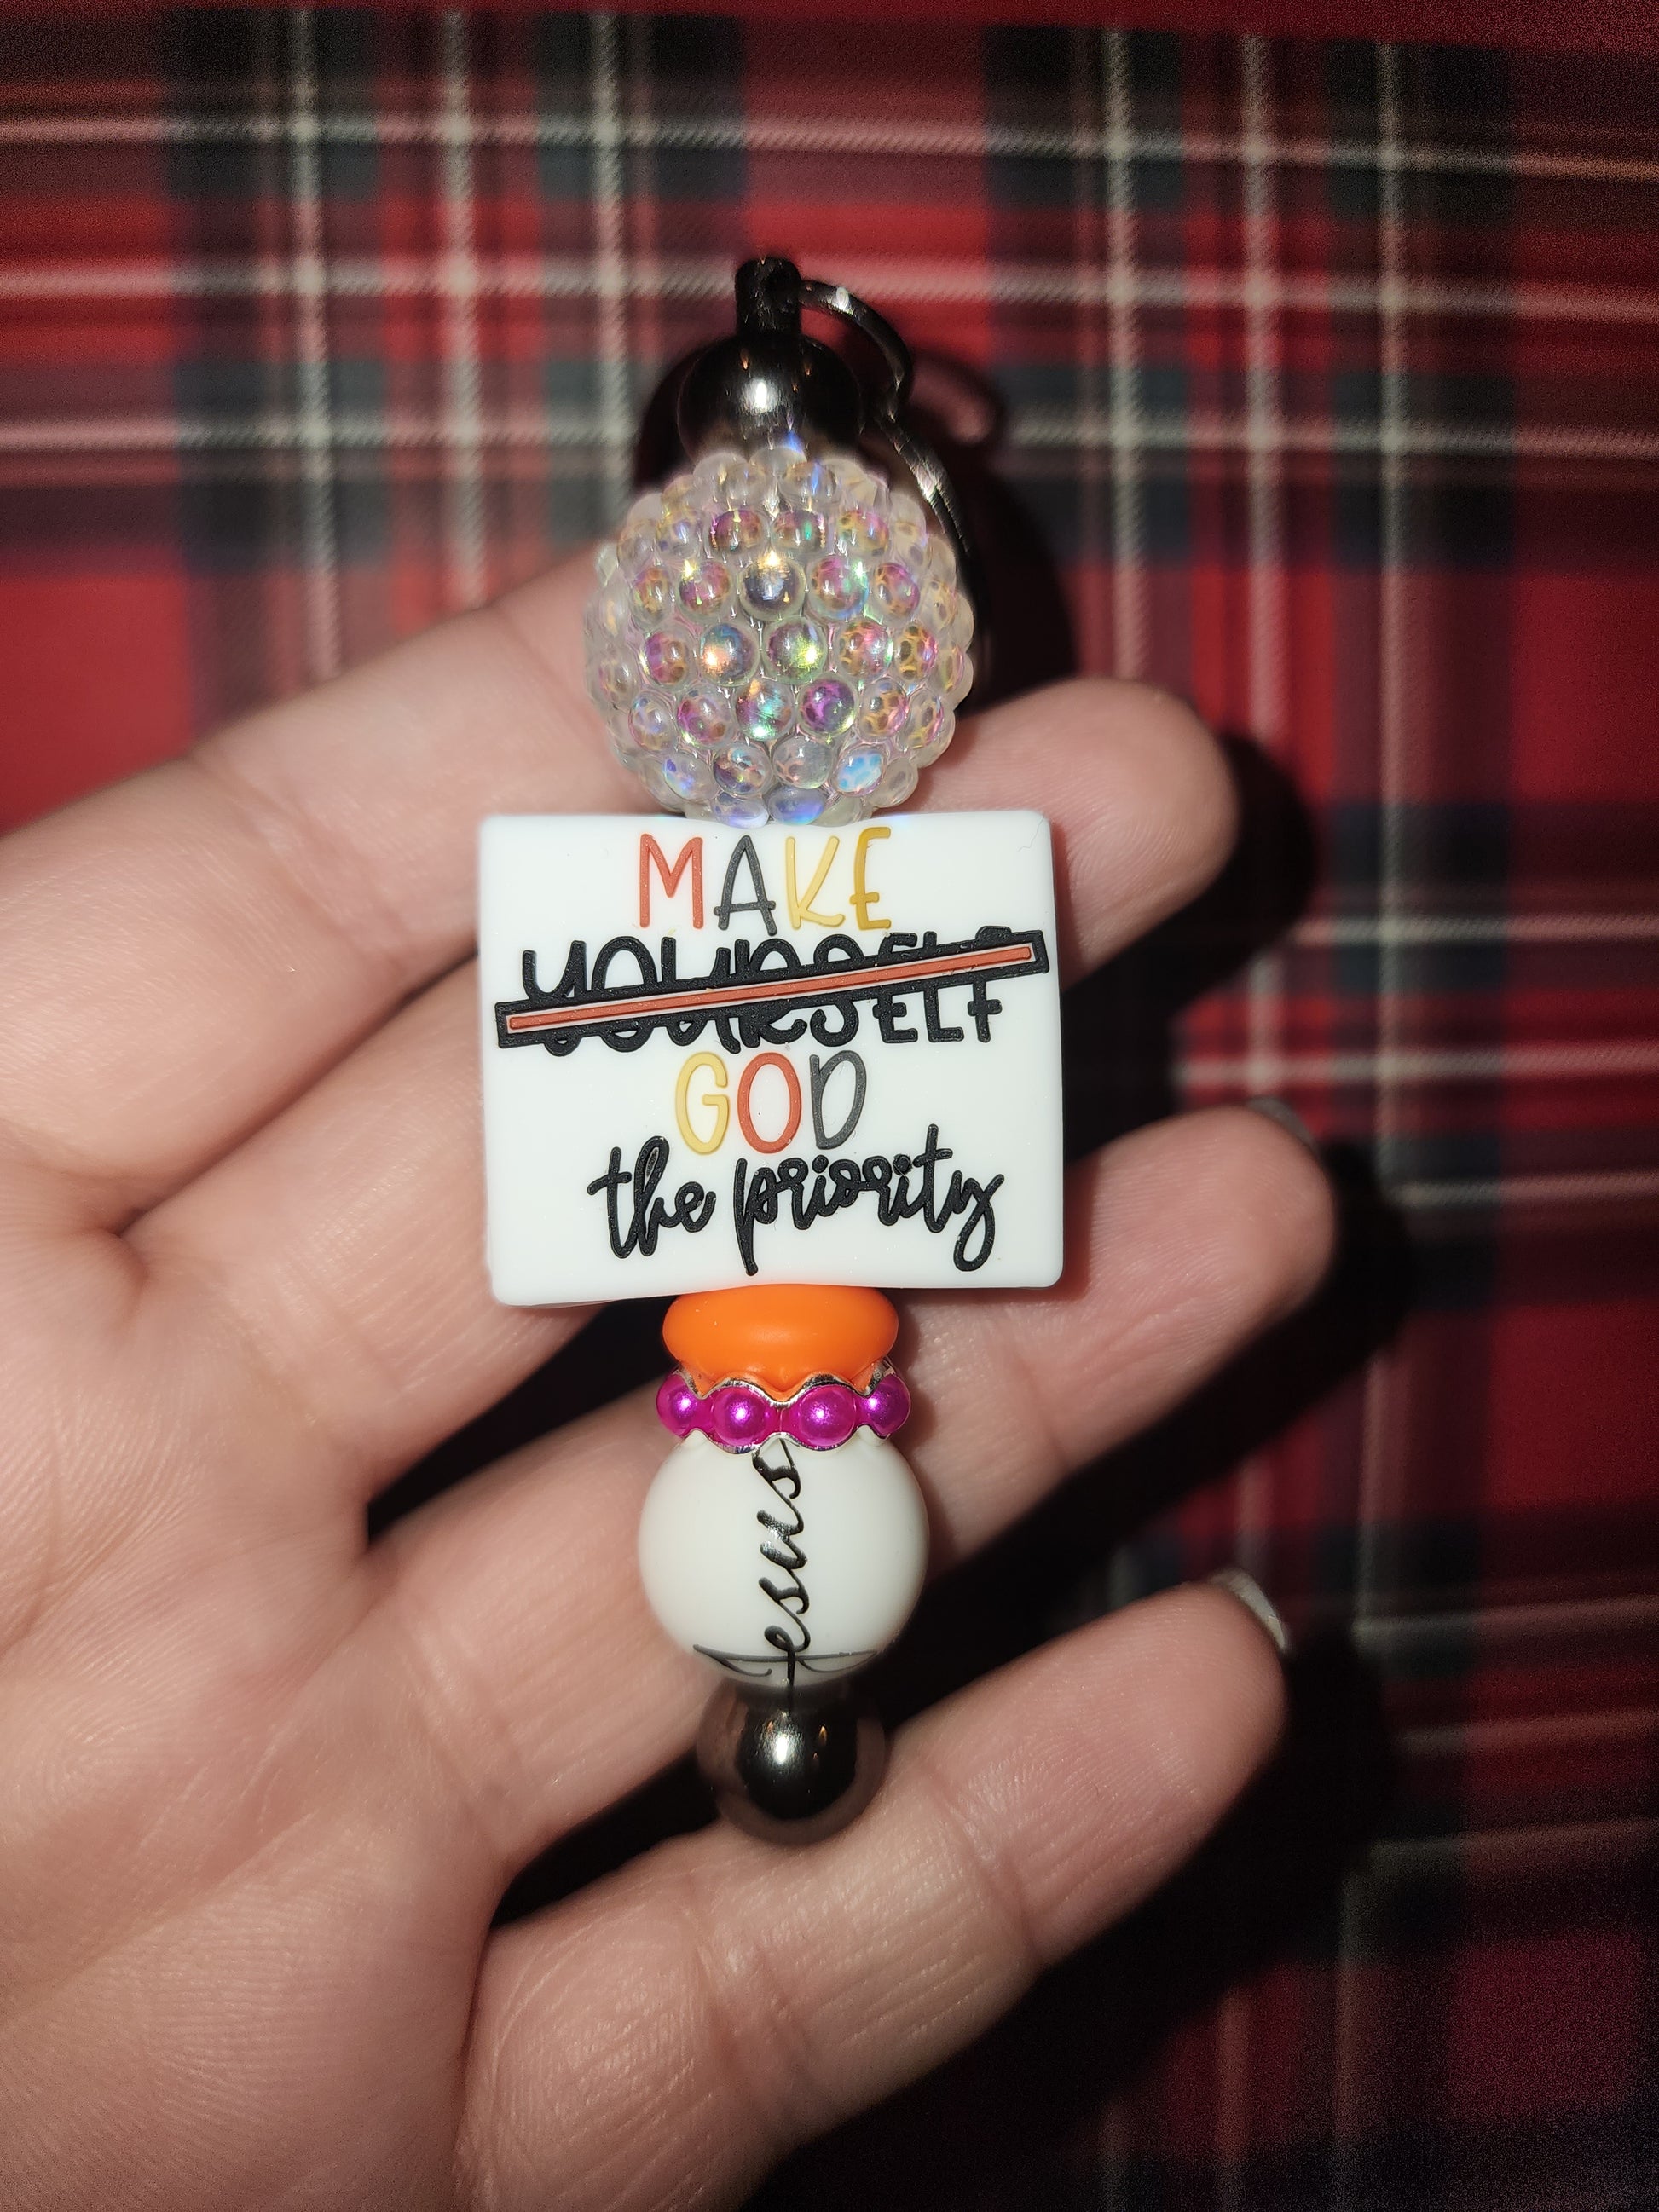 MAKE
YOURSELF
GOD
the priority
Jesus